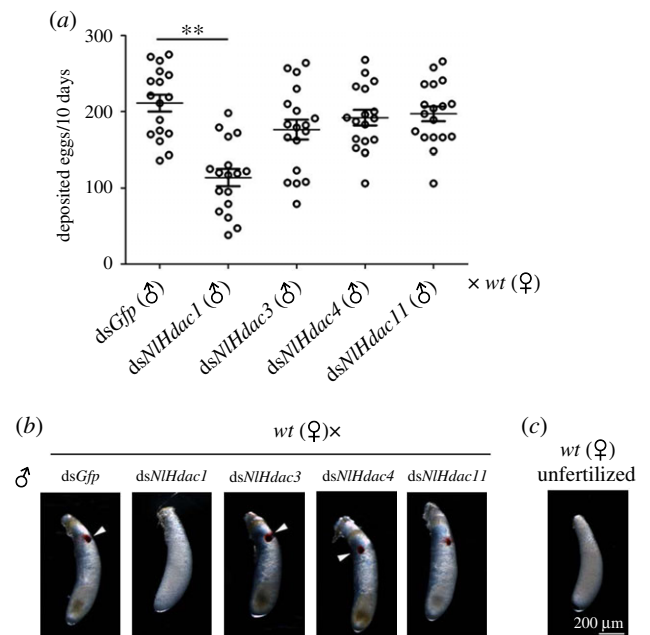 (a)
**
300
200
100
0
deposited eggs/10 days
dsGfp (♂)
dsNlHdac1 (♂)
dsNlHdac3 (♂)
dsNlHdac4 (♂)
dsNlHdac11 (♂)
× wt (♀)
(b)
wt (♀)×
♂ dsGfp dsNlHdac1 dsNlHdac3 dsNlHdac4 dsNlHdac11
(c)
wt (♀)
unfertilized
200 μm